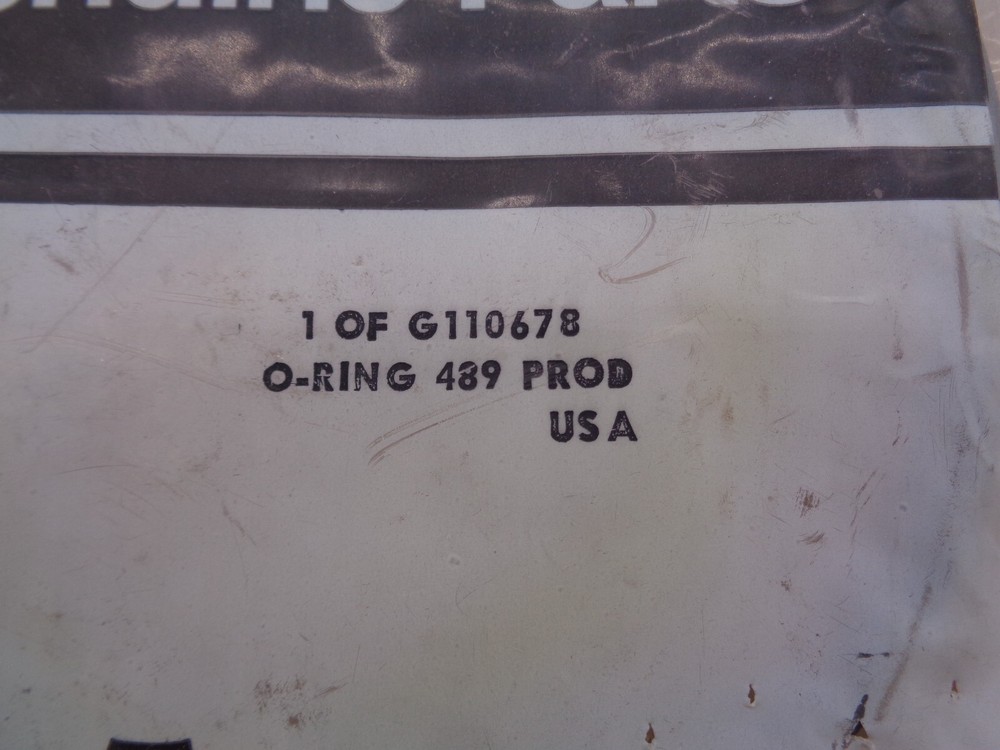 1 OF G110678
O-RING 489 PROD
USA